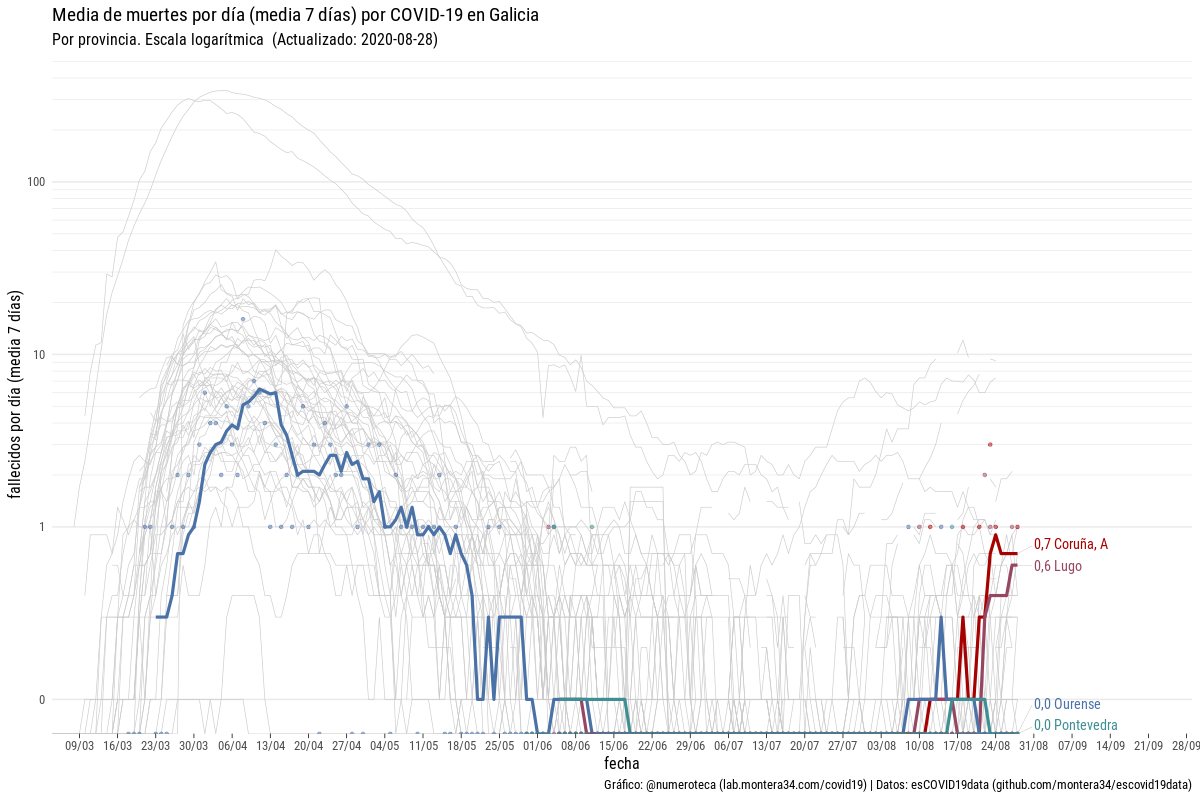 Media de muertes por día (media 7 días) por COVID-19 en Galicia
Por provincia. Escala logarítmica  (Actualizado: 2020-08-28)
fallecidos por día (media 7 días)
100
10
1
0
0,7 Coruña, A
0,6 Lugo
0,0 Ourense
0,0 Pontevedra
09/03 16/03 23/03 30/03 06/04 13/04 20/04 27/04 04/05 11/05 18/05 25/05 01/06 08/06 15/06 22/06 29/06 06/07 13/07 20/07 27/07 03/08 10/08 17/08 24/08 31/08 07/09 14/09 21/09 28/09
fecha
Gráfico: @numeroteca (lab.montera34.com/covid19) | Datos: esCOVID19data (github.com/montera34/escovid19data)